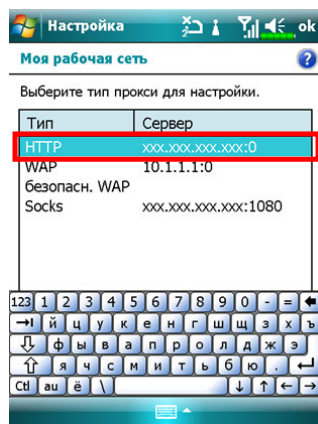 Настройка ok
Моя рабочая сеть ?
Выберите тип прокси для настройки.
Тип Сервер
HTTP xxx.xxx.xxx.xxx:0
WAP 10.1.1.1:0
безопасн. WAP
Socks xxx.xxx.xxx.xxx:1080
123 1 2 3 4 5 6 7 8 9 0 - =
й ц у к е н г ш щ з х ъ
ф ы в а п р о л д ж э
я ч с м и т ь б ю .
Ctl au ё \